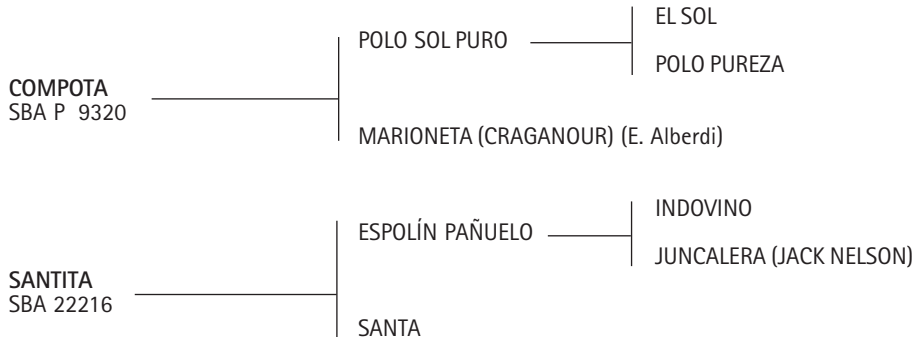 EL SOL
POLO SOL PURO
POLO PUREZA
COMPOTA
SBA P 9320
MARIONETA (CRAGANOUR) (E. Alberdi)
INDOVINO
ESPOLÍN PAÑUELO
JUNCALERA (JACK NELSON)
SANTITA
SBA 22216
SANTA